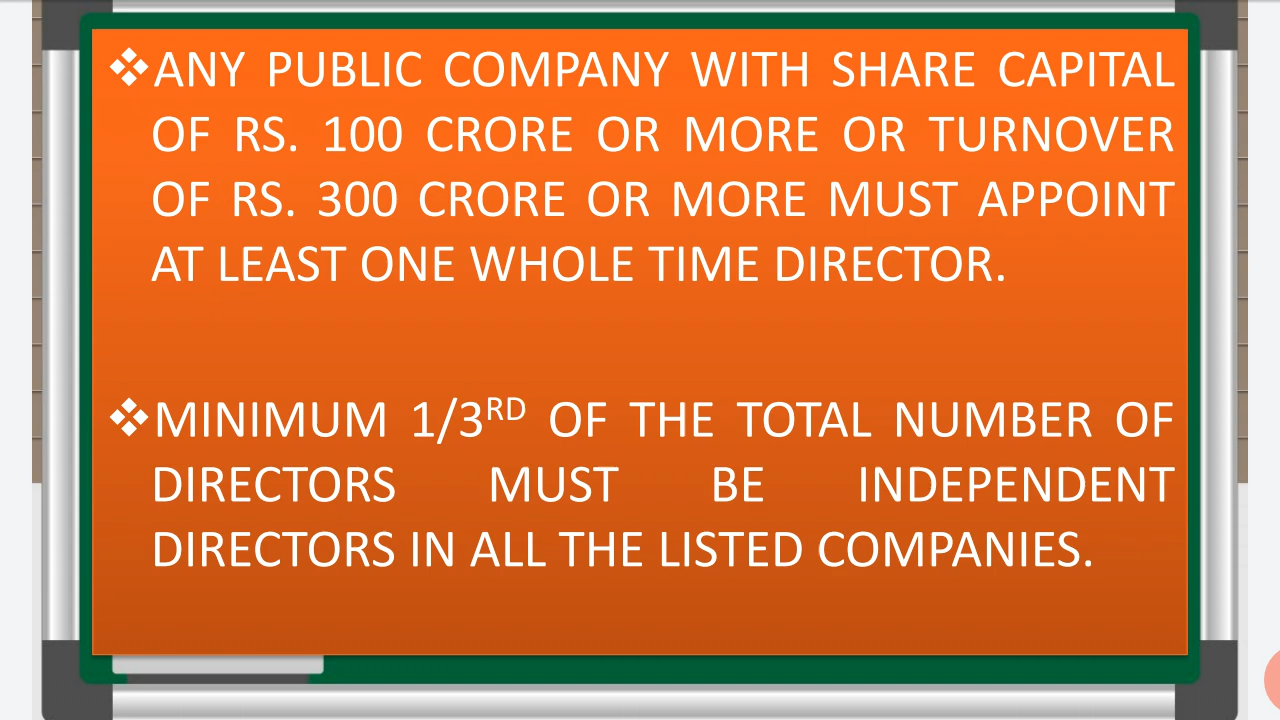 ❖ANY PUBLIC COMPANY WITH SHARE CAPITAL
OF RS. 100 CRORE OR MORE OR TURNOVER
OF RS. 300 CRORE OR MORE MUST APPOINT
AT LEAST ONE WHOLE TIME DIRECTOR.
❖MINIMUM 1/3RD OF THE TOTAL NUMBER OF
DIRECTORS MUST BE INDEPENDENT
DIRECTORS IN ALL THE LISTED COMPANIES.